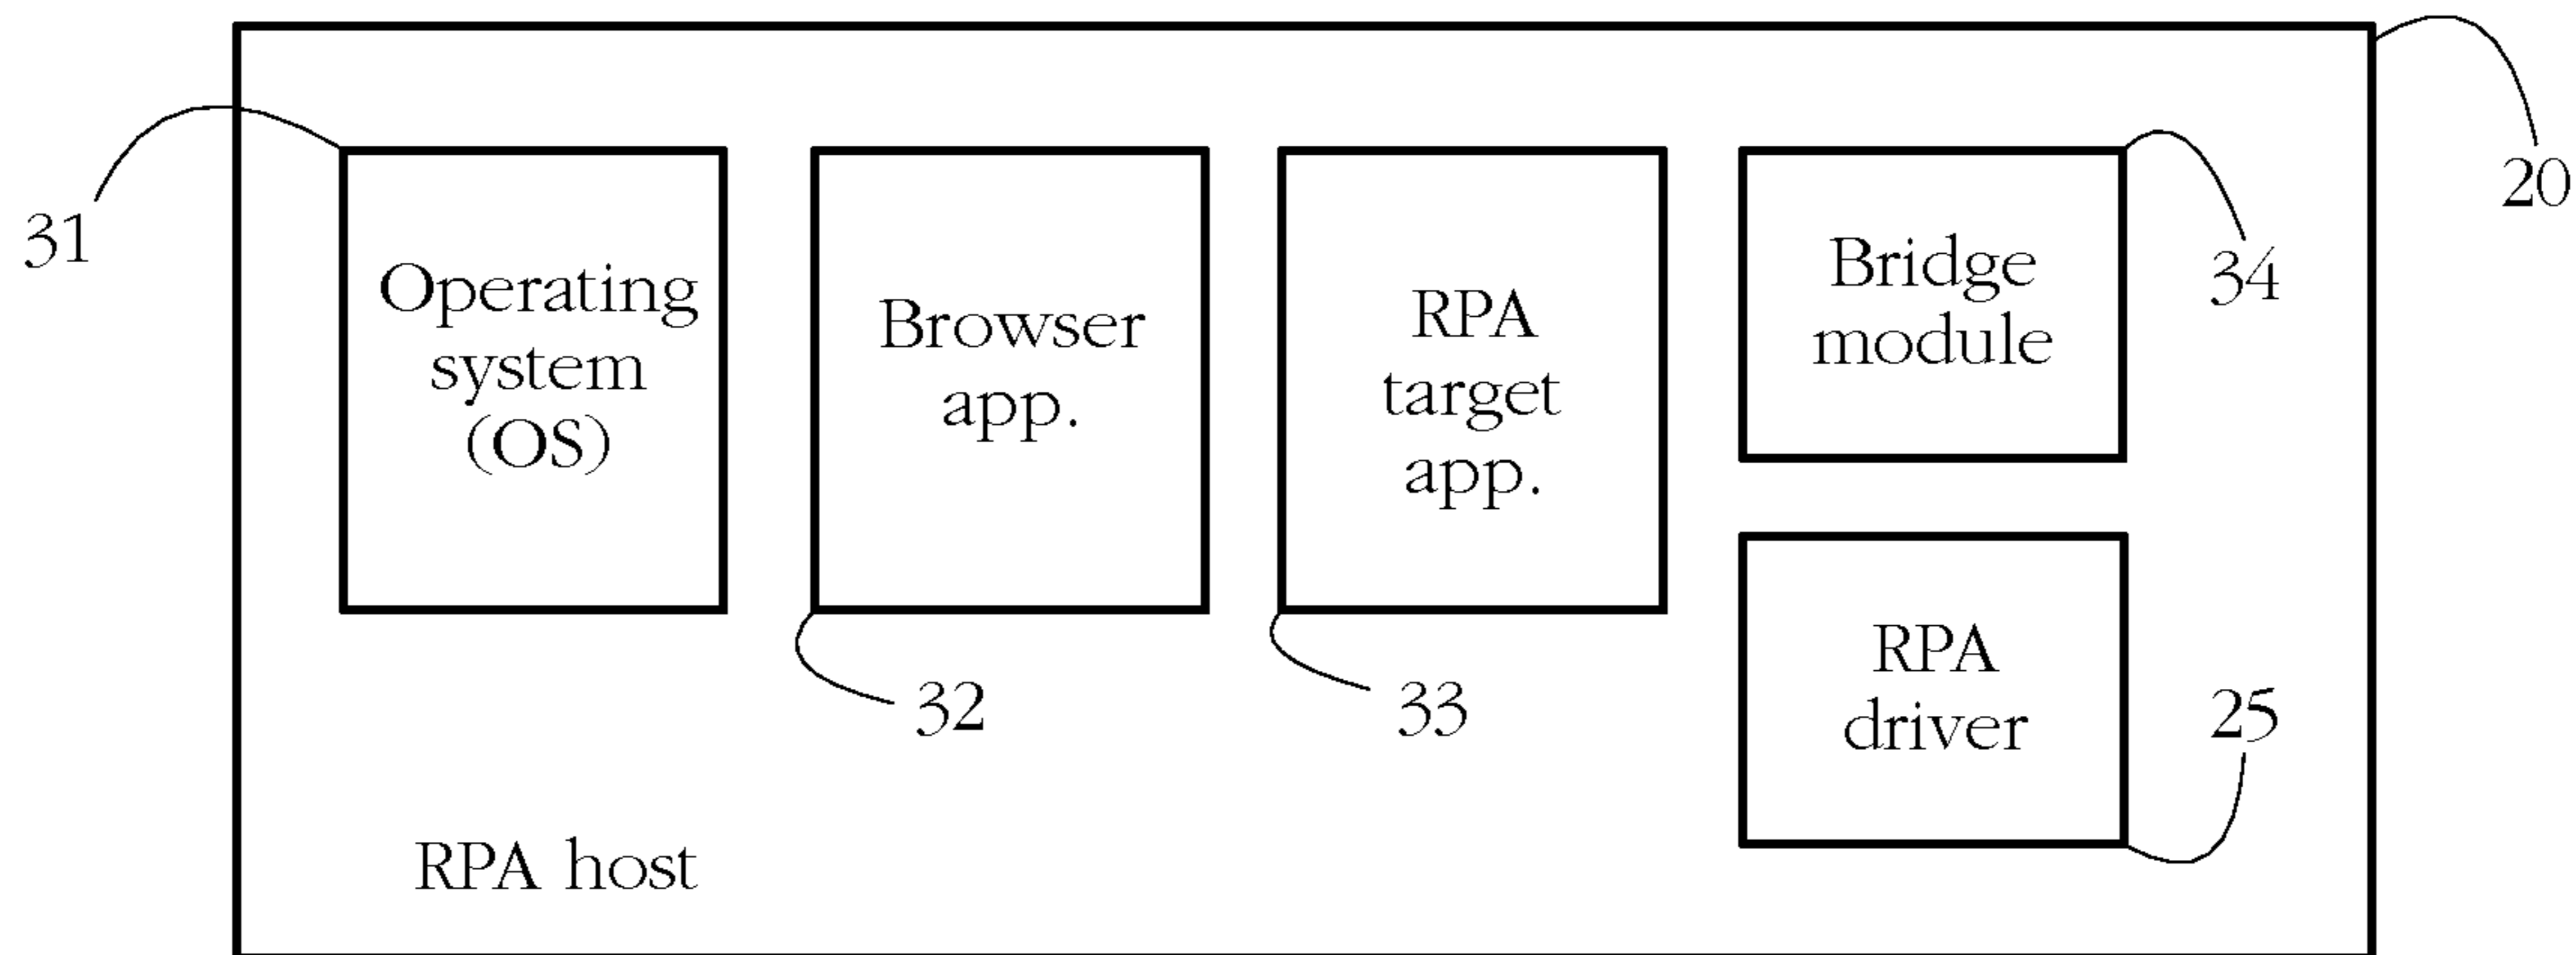 20
31
Operating
system
(OS)
Browser
app.
RPA
target
app.
Bridge
module
34
32
33
RPA
driver
25
RPA host